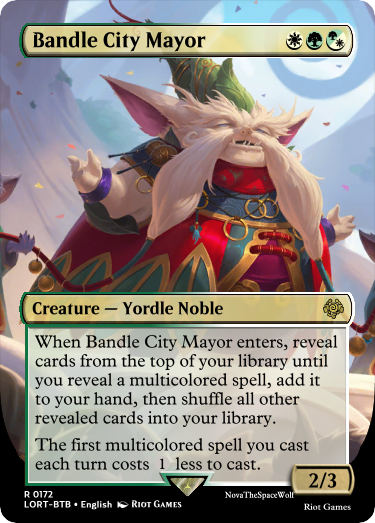 Bandle City Mayor
Creature — Yordle Noble
When Bandle City Mayor enters, reveal
cards from the top of your library until
you reveal a multicolored spell, add it
to your hand, then shuffle all other
revealed cards into your library.
The first multicolored spell you cast
each turn costs 1 less to cast.
2/3
R 0172
NovaTheSpaceWolf
LORT-BTB • English Riot Games
Riot Games